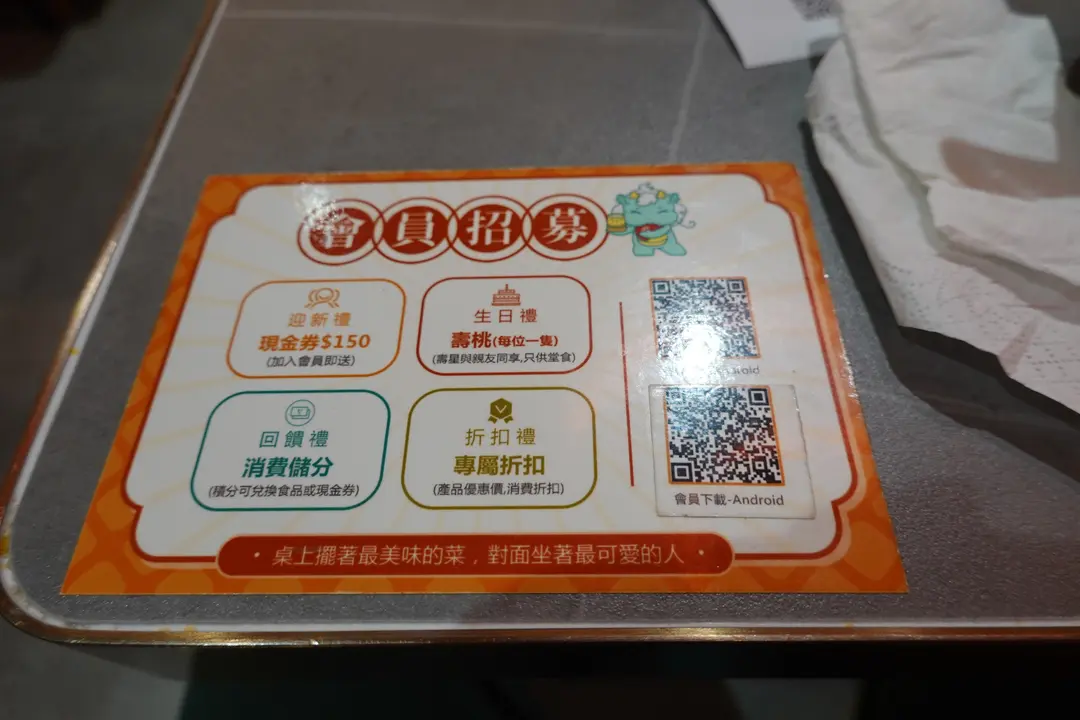 會員招募
迎新禮
現金券$150
(加入會員即送)
生日禮
壽桃(每位一隻)
(壽星與親友同享,只供堂食)
回饋禮
消費儲分
(積分可兌換食品或現金券)
折扣禮
專屬折扣
(產品優惠價,消費折扣)
會員下載-Android
• 桌上擺著最美味的菜，對面坐著最可愛的人 •